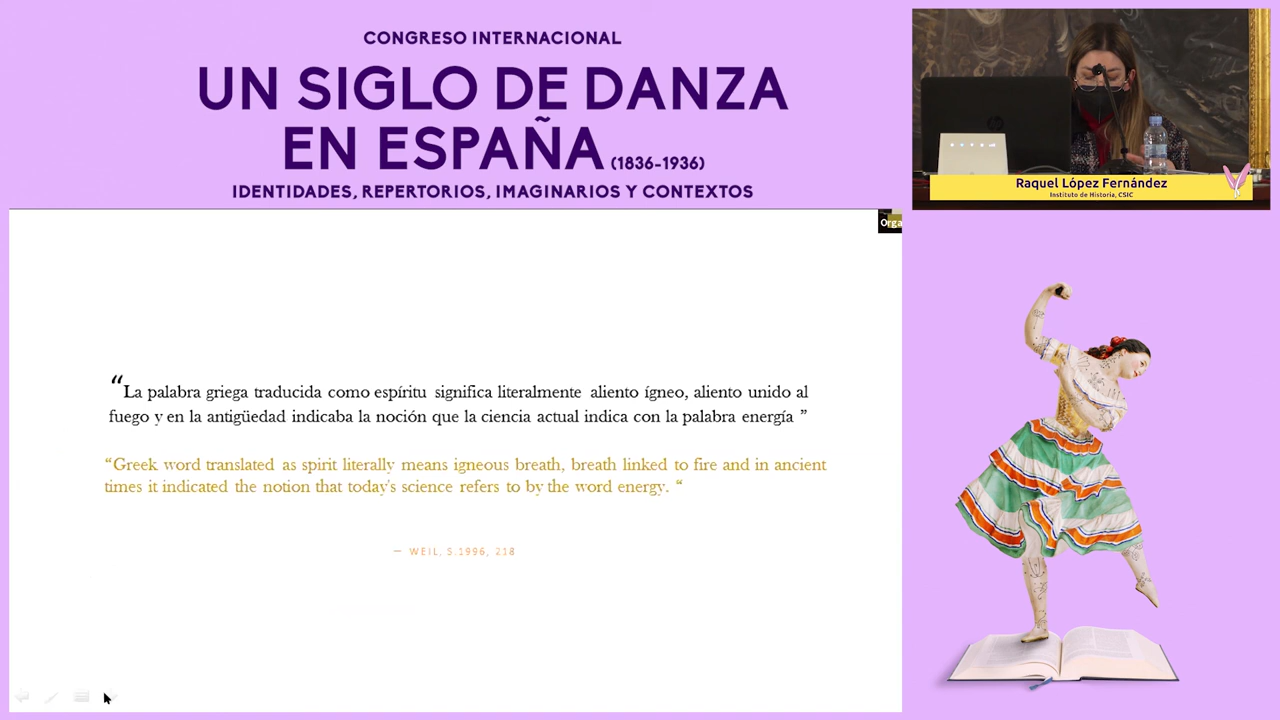 CONGRESO INTERNACIONAL
UN SIGLO DE DANZA
EN ESPAÑA (1836-1936)
IDENTIDADES, REPERTORIOS, IMAGINARIOS Y CONTEXTOS
Raquel López Fernández
Instituto de Historia, CSIC
Orga
“La palabra griega traducida como espíritu significa literalmente aliento ígneo, aliento unido al
fuego y en la antigüedad indicaba la noción que la ciencia actual indica con la palabra energía ”
“Greek word translated as spirit literally means igneous breath, breath linked to fire and in ancient
times it indicated the notion that today's science refers to by the word energy. “
— WEIL, S.1996, 218